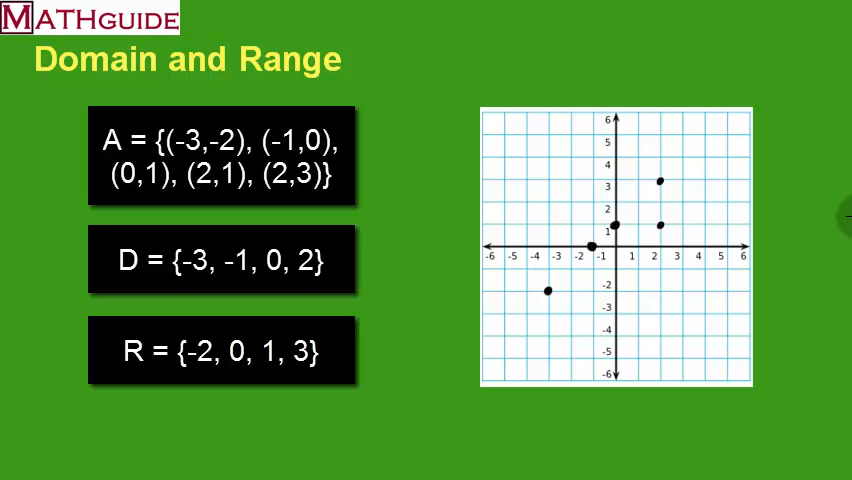 MATHGUIDE
Domain and Range
A = {(-3,-2), (-1,0),
(0,1), (2,1), (2,3)}
D = {-3, -1, 0, 2}
R = {-2, 0, 1, 3}
6
5
4
3
2
1
-6 -5 -4 -3 -2 -1 1 2 3 4 5 6
-2
-3
-4
-5
-6